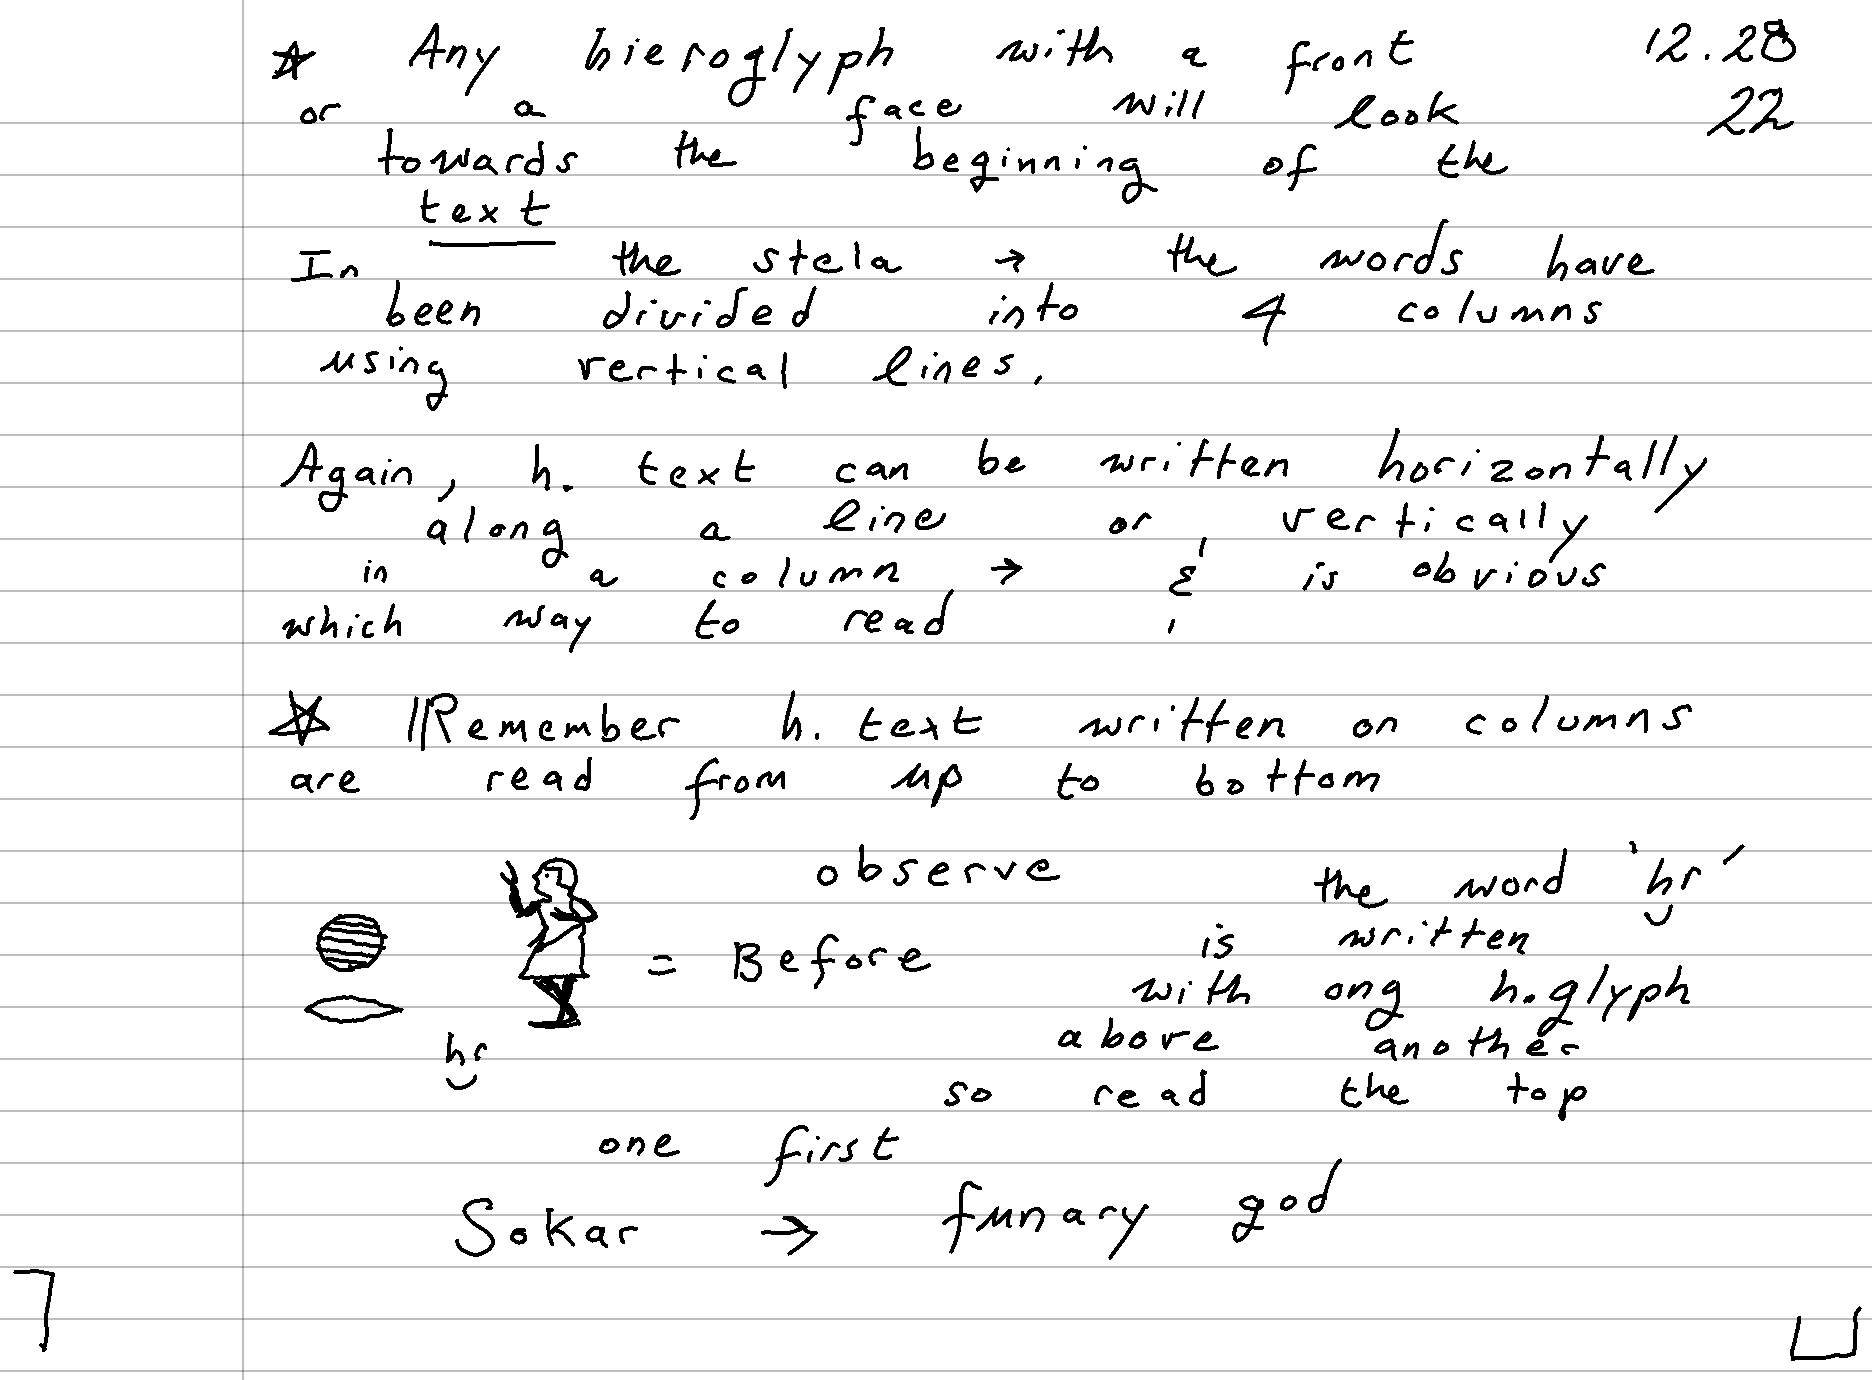 ☆ Any hieroglyph with a front 12.28
or a face will look 22
towards the beginning of the
text
In the stela → the words have
been divided into 4 columns
using vertical lines.
Again, h. text can be written horizontally
along a line or vertically
in a column → & is obvious
which way to read
☆ Remember h. text written on columns
are read from up to bottom
observe the word 'hr'
= Before is written
with ong h.glyph
hr above another
so read the top
one first
Sokar → funary god